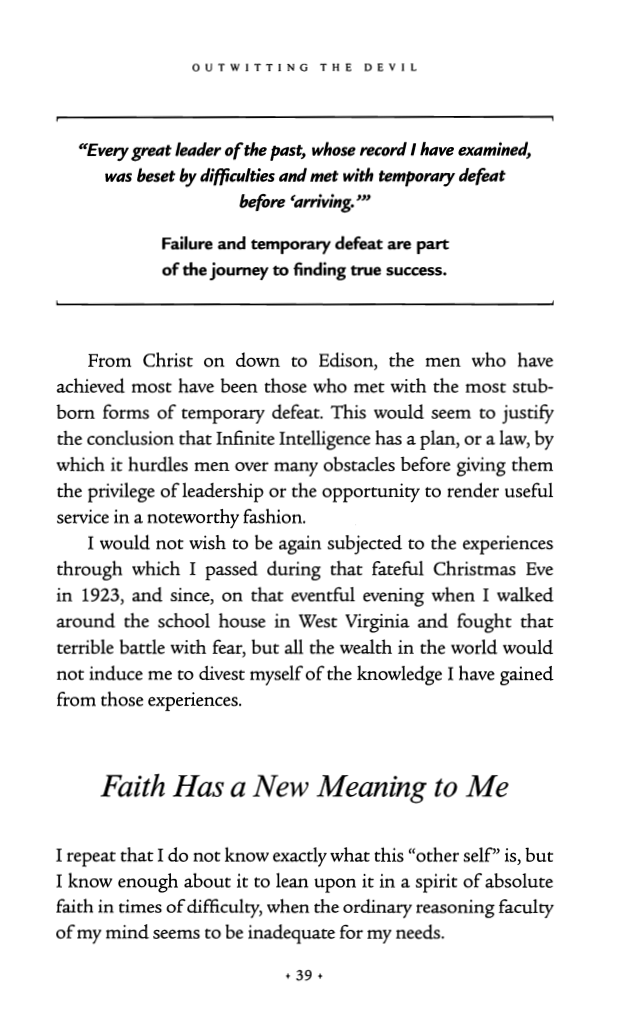 OUTWITTING THE DEVIL
“Every great leader of the past, whose record I have examined,
was beset by difficulties and met with temporary defeat
before ‘arriving.’”
Failure and temporary defeat are part
of the journey to finding true success.
From Christ on down to Edison, the men who have
achieved most have been those who met with the most stub-
born forms of temporary defeat. This would seem to justify
the conclusion that Infinite Intelligence has a plan, or a law, by
which it hurdles men over many obstacles before giving them
the privilege of leadership or the opportunity to render useful
service in a noteworthy fashion.
I would not wish to be again subjected to the experiences
through which I passed during that fateful Christmas Eve
in 1923, and since, on that eventful evening when I walked
around the school house in West Virginia and fought that
terrible battle with fear, but all the wealth in the world would
not induce me to divest myself of the knowledge I have gained
from those experiences.
Faith Has a New Meaning to Me
I repeat that I do not know exactly what this “other self” is, but
I know enough about it to lean upon it in a spirit of absolute
faith in times of difficulty, when the ordinary reasoning faculty
of my mind seems to be inadequate for my needs.
• 39 •